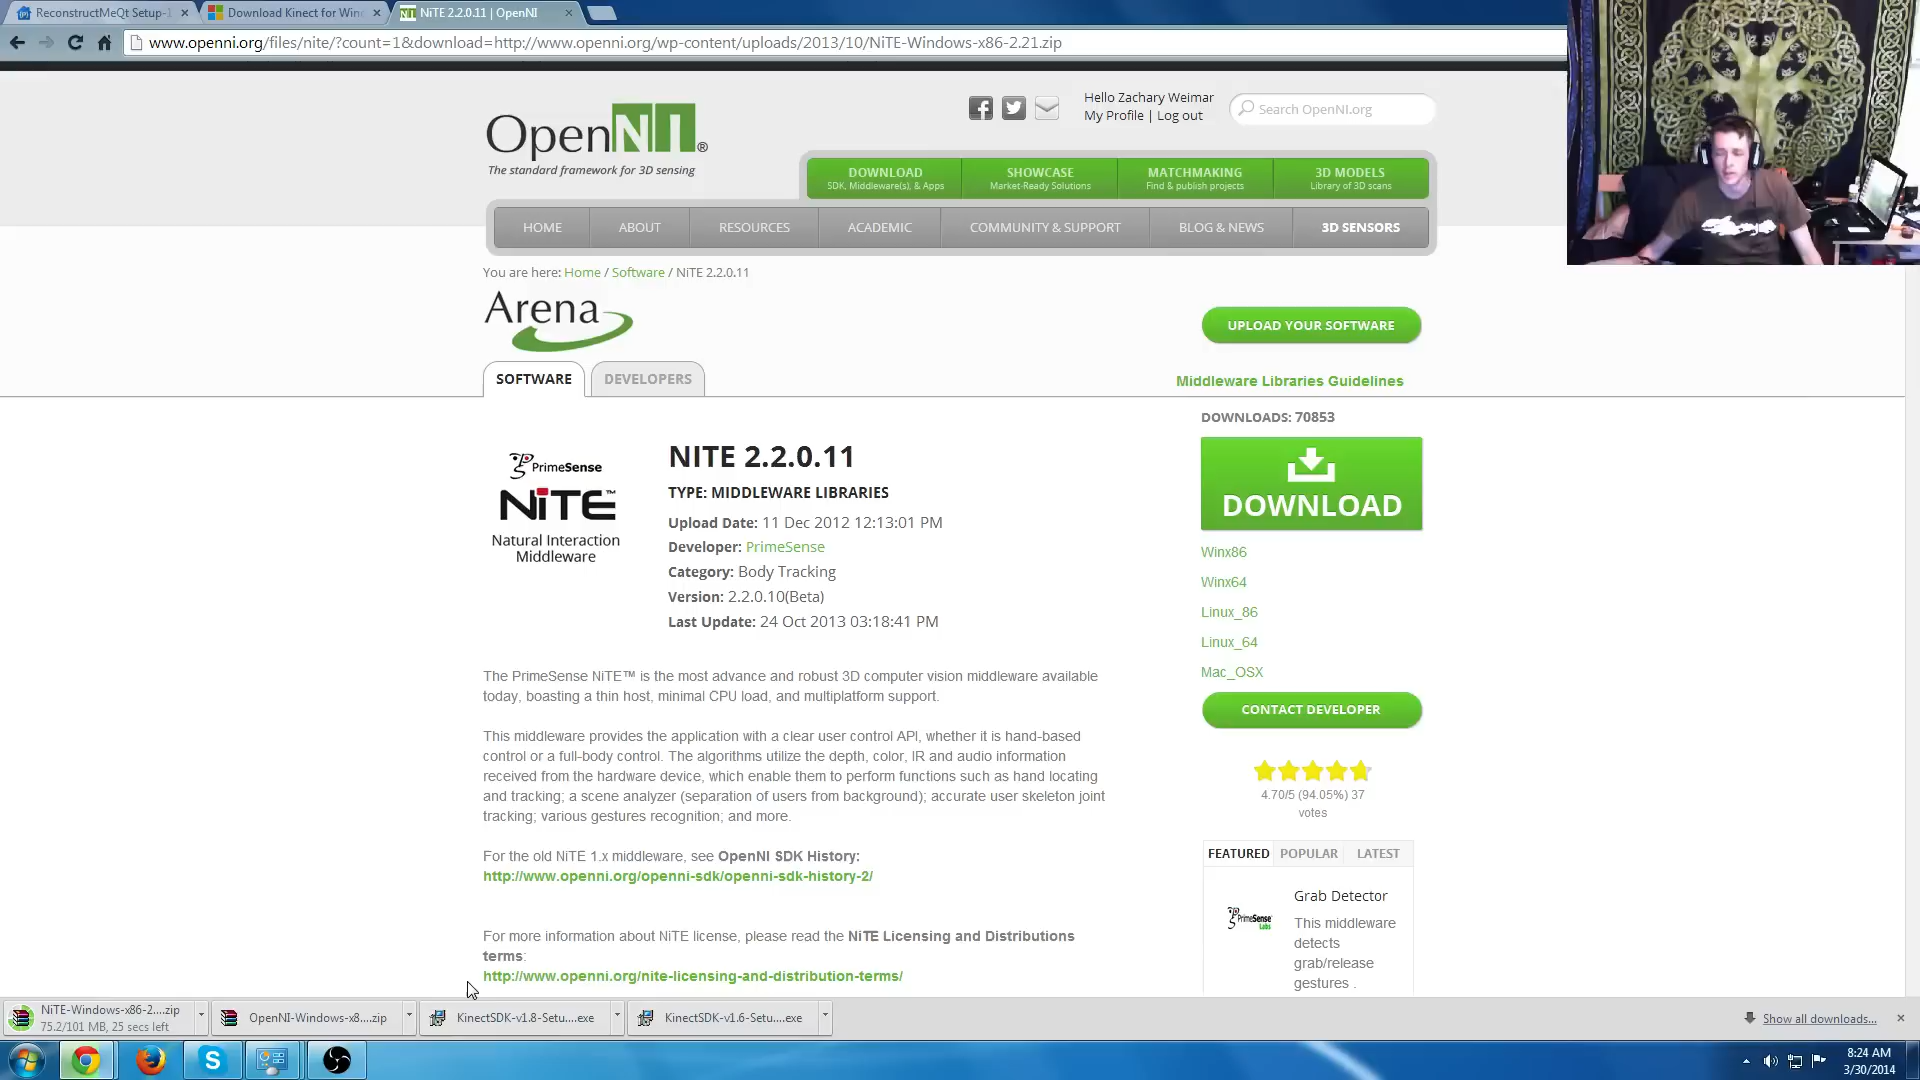 ReconstructMeQt Setup-1
Download Kinect for Win
NiTE 2.2.0.11 | OpenNI
www.openni.org/files/nite/?count=1&download=http://www.openni.org/wp-content/uploads/2013/10/NiTE-Windows-x86-2.21.zip
OpenNI®
The standard framework for 3D sensing
Hello Zachary Weimar
My Profile | Log out
Search OpenNI.org
DOWNLOAD
SDK, Middleware(s), & Apps
SHOWCASE
Market-Ready Solutions
MATCHMAKING
Find & publish projects
3D MODELS
Library of 3D scans
HOME
ABOUT
RESOURCES
ACADEMIC
COMMUNITY & SUPPORT
BLOG & NEWS
3D SENSORS
You are here: Home / Software / NiTE 2.2.0.11
Arena
UPLOAD YOUR SOFTWARE
SOFTWARE
DEVELOPERS
Middleware Libraries Guidelines
DOWNLOADS: 70853
PrimeSense
NiTE™
Natural Interaction
Middleware
NITE 2.2.0.11
TYPE: MIDDLEWARE LIBRARIES
Upload Date: 11 Dec 2012 12:13:01 PM
Developer: PrimeSense
Category: Body Tracking
Version: 2.2.0.10(Beta)
Last Update: 24 Oct 2013 03:18:41 PM
DOWNLOAD
Winx86
Winx64
Linux_86
Linux_64
Mac_OSX
CONTACT DEVELOPER
4.70/5 (94.05%) 37
votes
The PrimeSense NiTE™ is the most advance and robust 3D computer vision middleware available
today, boasting a thin host, minimal CPU load, and multiplatform support.
This middleware provides the application with a clear user control API, whether it is hand-based
control or a full-body control. The algorithms utilize the depth, color, IR and audio information
received from the hardware device, which enable them to perform functions such as hand locating
and tracking; a scene analyzer (separation of users from background); accurate user skeleton joint
tracking; various gestures recognition; and more.
For the old NiTE 1.x middleware, see OpenNI SDK History:
http://www.openni.org/openni-sdk/openni-sdk-history-2/
For more information about NiTE license, please read the NiTE Licensing and Distributions
terms:
http://www.openni.org/nite-licensing-and-distribution-terms/
FEATURED
POPULAR
LATEST
PrimeSense
Labs
Grab Detector
This middleware
detects
grab/release
gestures .
NiTE-Windows-x86-2....zip
75.2/101 MB, 25 secs left
OpenNI-Windows-x8....zip
KinectSDK-v1.8-Setu....exe
KinectSDK-v1.6-Setu....exe
Show all downloads...
8:24 AM
3/30/2014